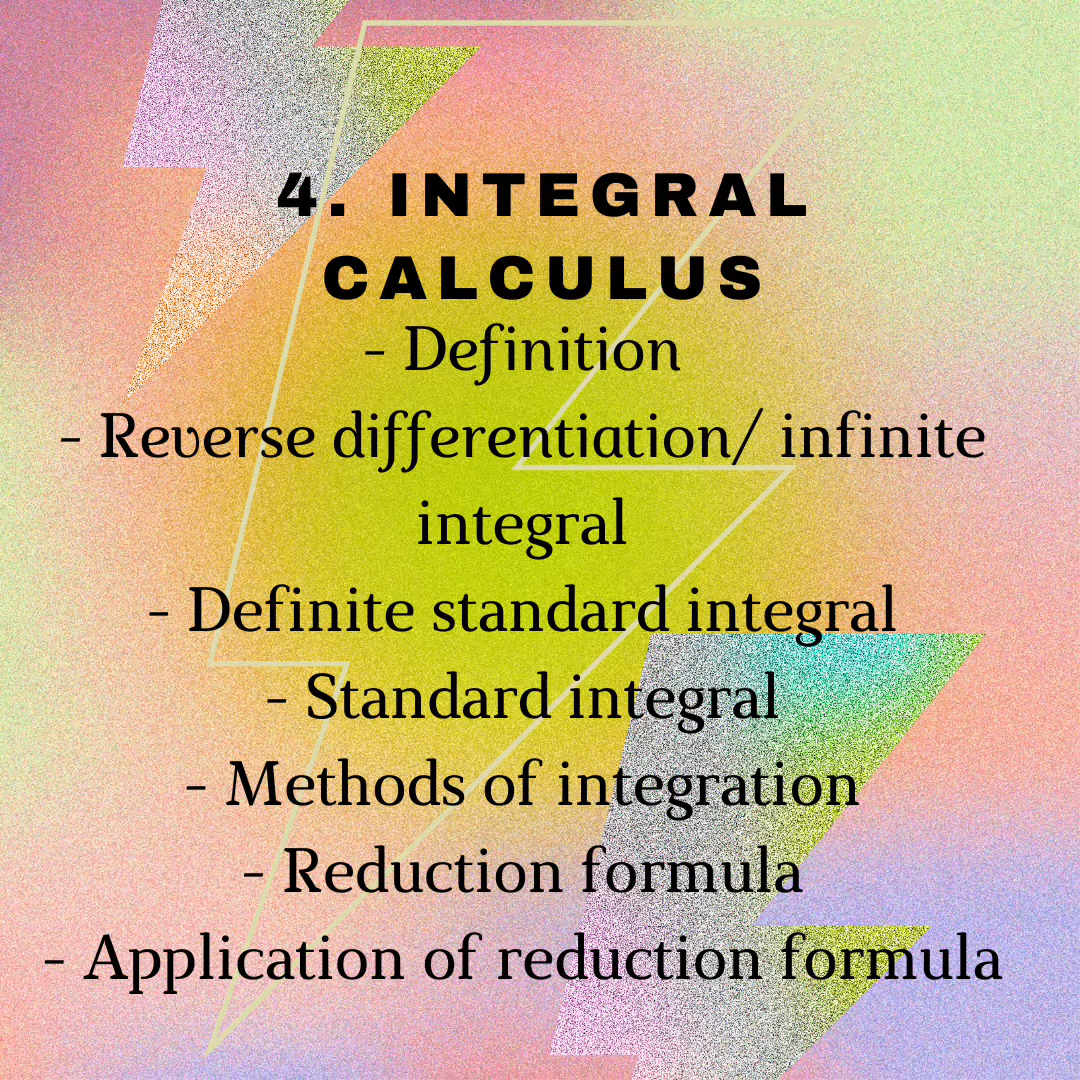 4. INTEGRAL
CALCULUS
- Definition
- Reverse differentiation/ infinite
integral
- Definite standard integral
- Standard integral
- Methods of integration
- Reduction formula
- Application of reduction formula